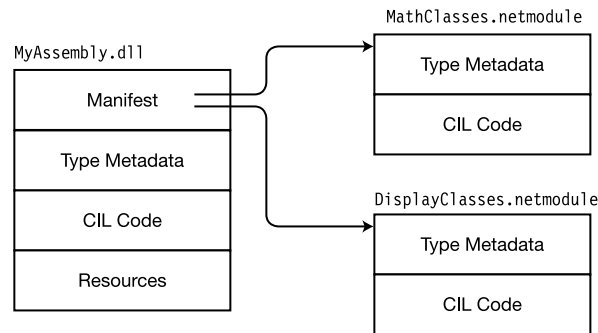 MathClasses.netmodule
MyAssembly.dll
Type Metadata
Manifest
CIL Code
Type Metadata
DisplayClasses.netmodule
CIL Code
Type Metadata
Resources
CIL Code